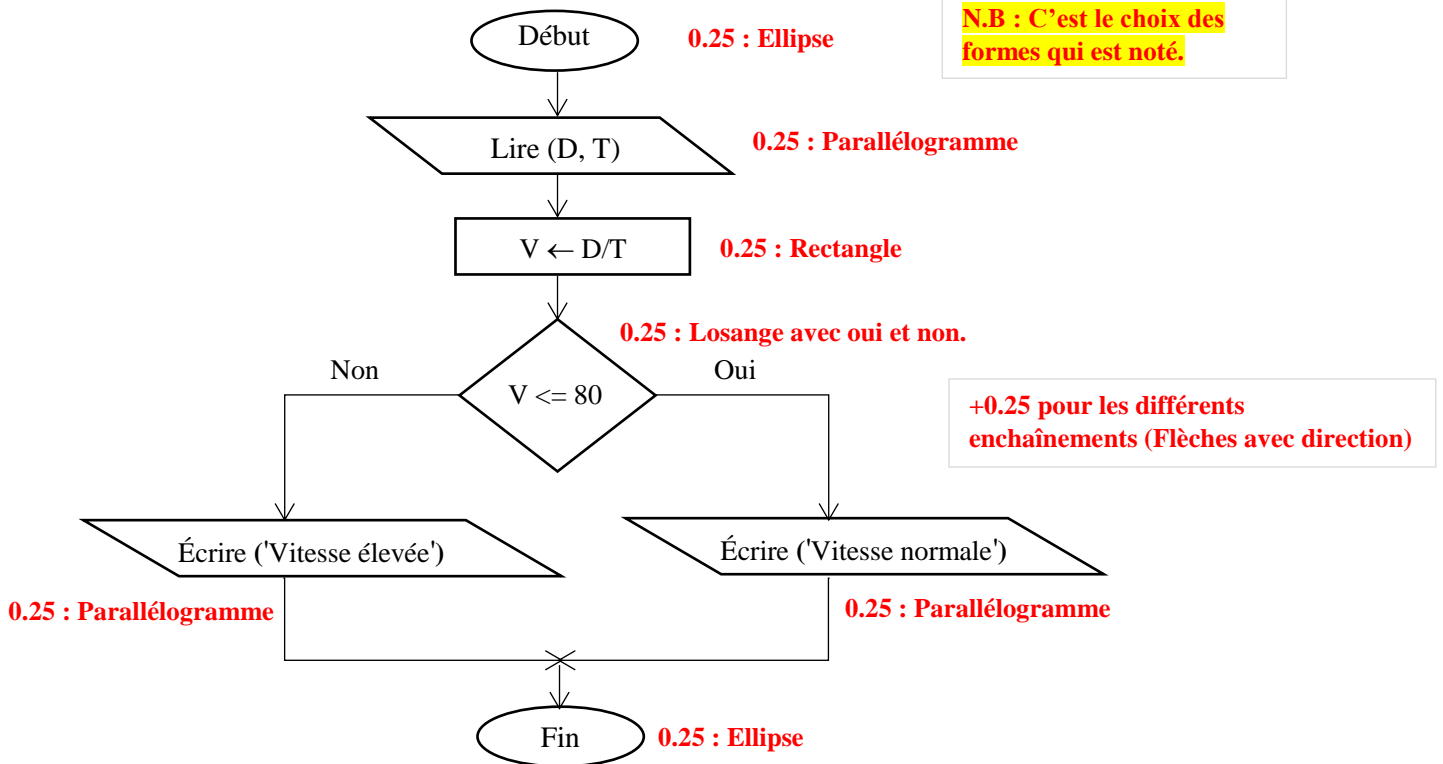 Début
0.25 : Ellipse
N.B : C'est le choix des
formes qui est noté.
Lire (D, T)
0.25 : Parallélogramme
V ← D/T
0.25 : Rectangle
0.25 : Losange avec oui et non.
Non
V <= 80
Oui
+0.25 pour les différents
enchaînements (Flèches avec direction)
Écrire ('Vitesse élevée')
Écrire ('Vitesse normale')
0.25 : Parallélogramme
0.25 : Parallélogramme
Fin
0.25 : Ellipse